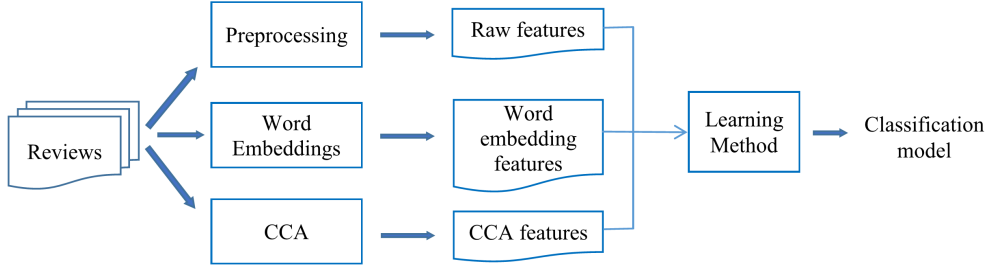 Preprocessing
Raw features
Reviews
Word
Embeddings
Word
embedding
features
Learning
Method
Classification
model
CCA
CCA features